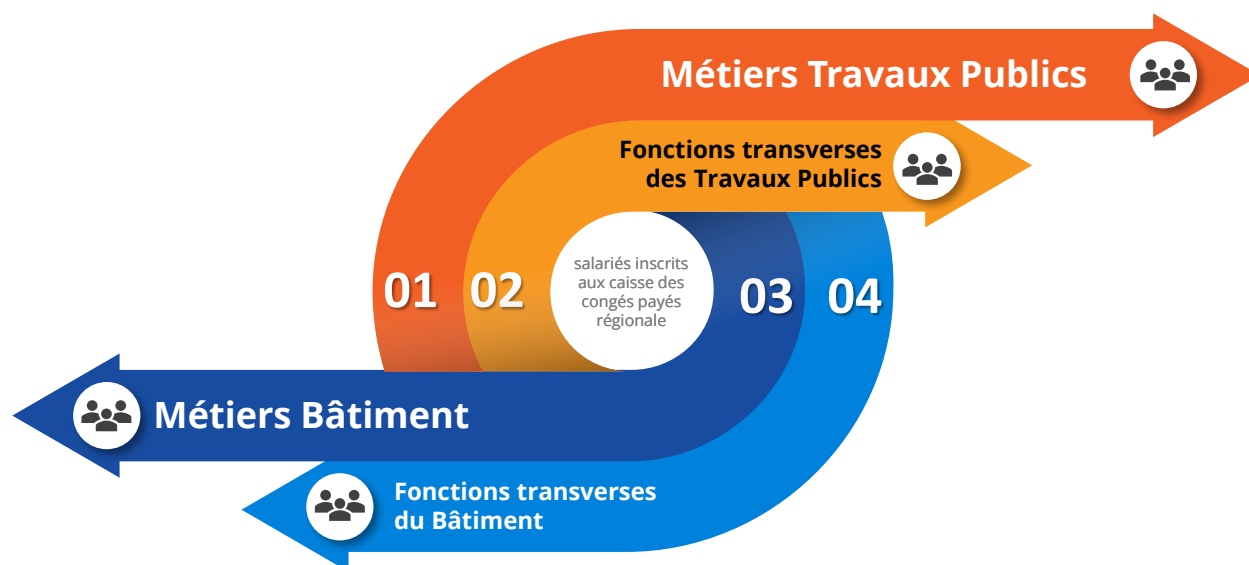 Métiers Travaux Publics
Fonctions transverses
des Travaux Publics
01
02
salariés inscrits
aux caisse des
congés payés
régionale
03
04
Métiers Bâtiment
Fonctions transverses
du Bâtiment